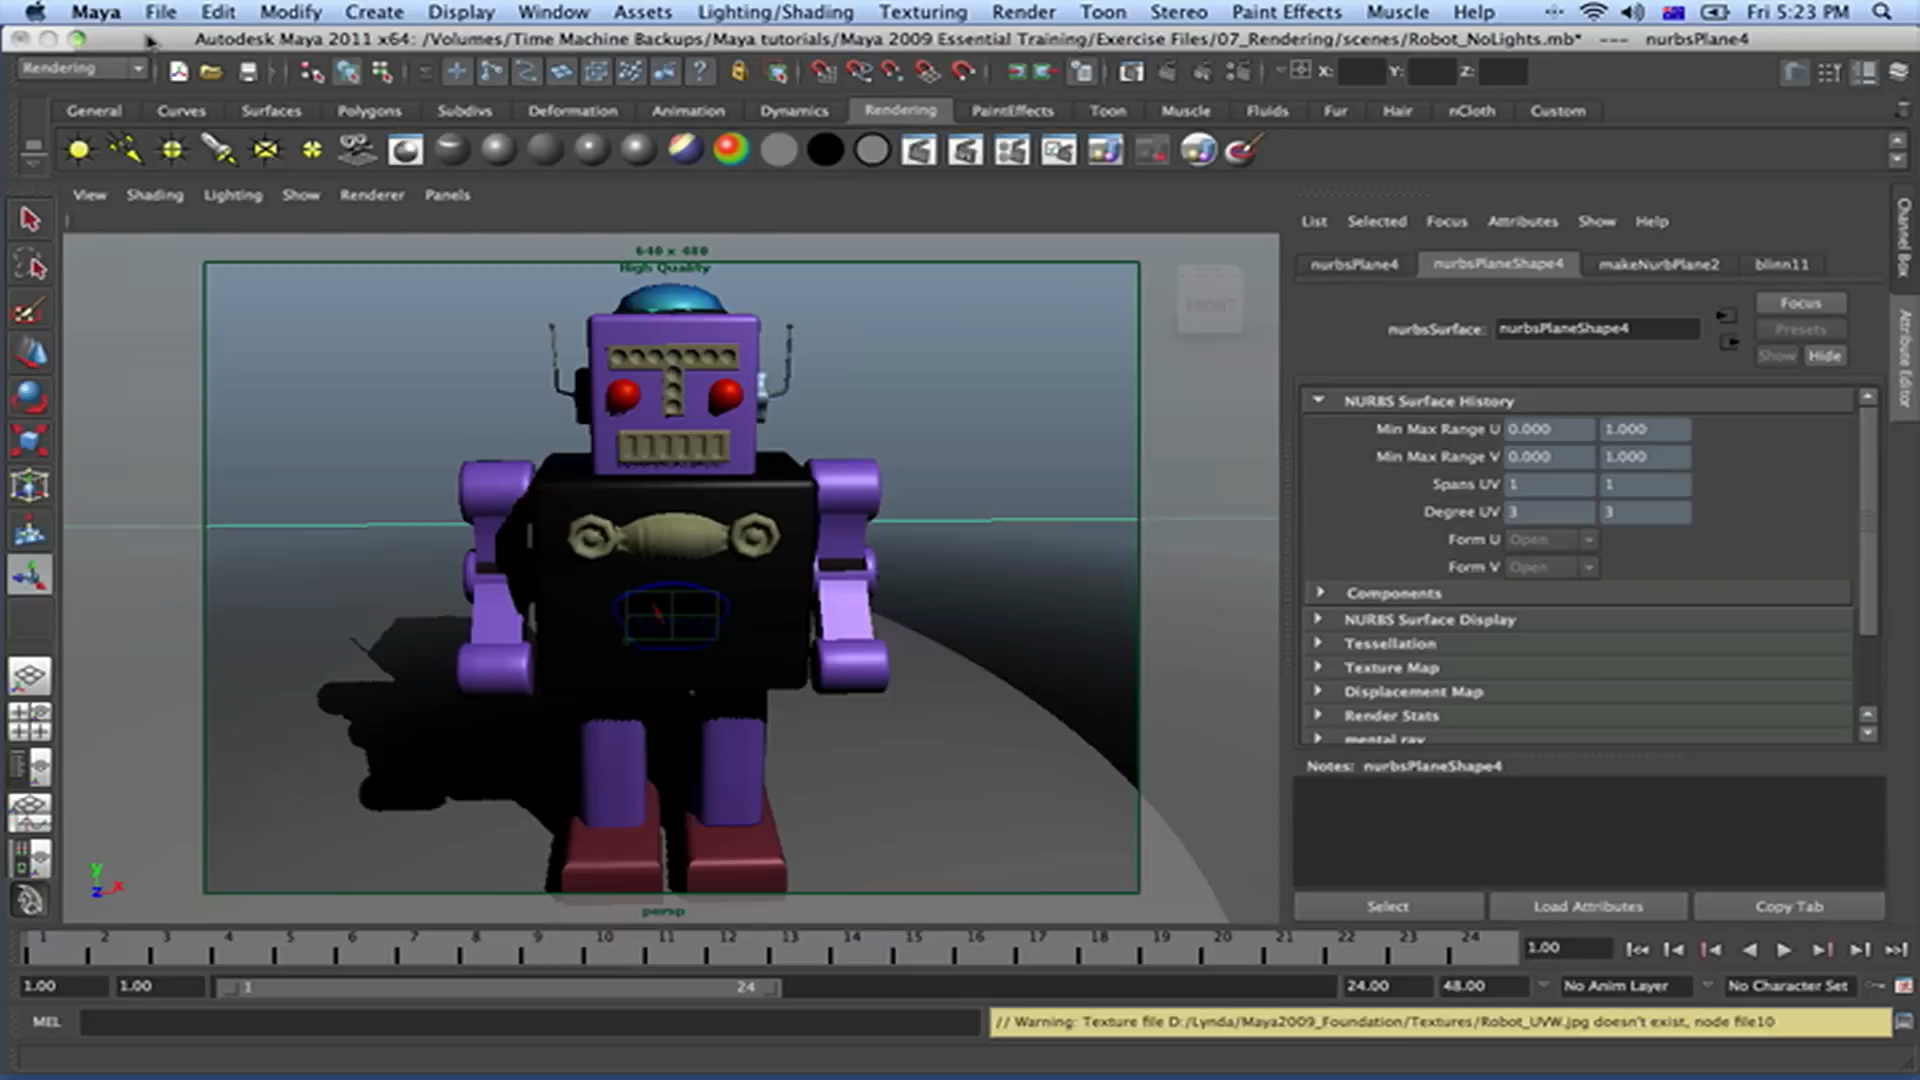 Maya File Edit Modify Create Display Window Assets Lighting/Shading Texturing Render Toon Stereo Paint Effects Muscle Help Fri 5:23 PM
Autodesk Maya 2011 x64: /Volumes/Time Machine Backups/Maya tutorials/Maya 2009 Essential Training/Exercise Files/07_Rendering/scenes/Robot_NoLights.mb* --- nurbsPlane4
Rendering X: Y: Z:
General Curves Surfaces Polygons Subdivs Deformation Animation Dynamics Rendering PaintEffects Toon Muscle Fluids Fur Hair nCloth Custom
View Shading Lighting Show Renderer Panels
List Selected Focus Attributes Show Help
640 x 480
High Quality
FRONT
nurbsPlane4 nurbsPlaneShape4 makeNurbPlane2 blinn11
Focus
nurbsSurface: nurbsPlaneShape4
Presets
Show Hide
Channel Box
Attribute Editor
NURBS Surface History
Min Max Range U 0.000 1.000
Min Max Range V 0.000 1.000
Spans UV 1 1
Degree UV 3 3
Form U Open
Form V Open
Components
NURBS Surface Display
Tessellation
Texture Map
Displacement Map
Render Stats
mental ray
Notes: nurbsPlaneShape4
y
z x
persp
Select Load Attributes Copy Tab
1 2 3 4 5 6 7 8 9 10 11 12 13 14 15 16 17 18 19 20 21 22 23 24 1.00
1.00 1.00 1 24 24.00 48.00 No Anim Layer No Character Set
MEL // Warning: Texture file D:/Lynda/Maya2009_Foundation/Textures/Robot_UVW.jpg doesn't exist, node file10